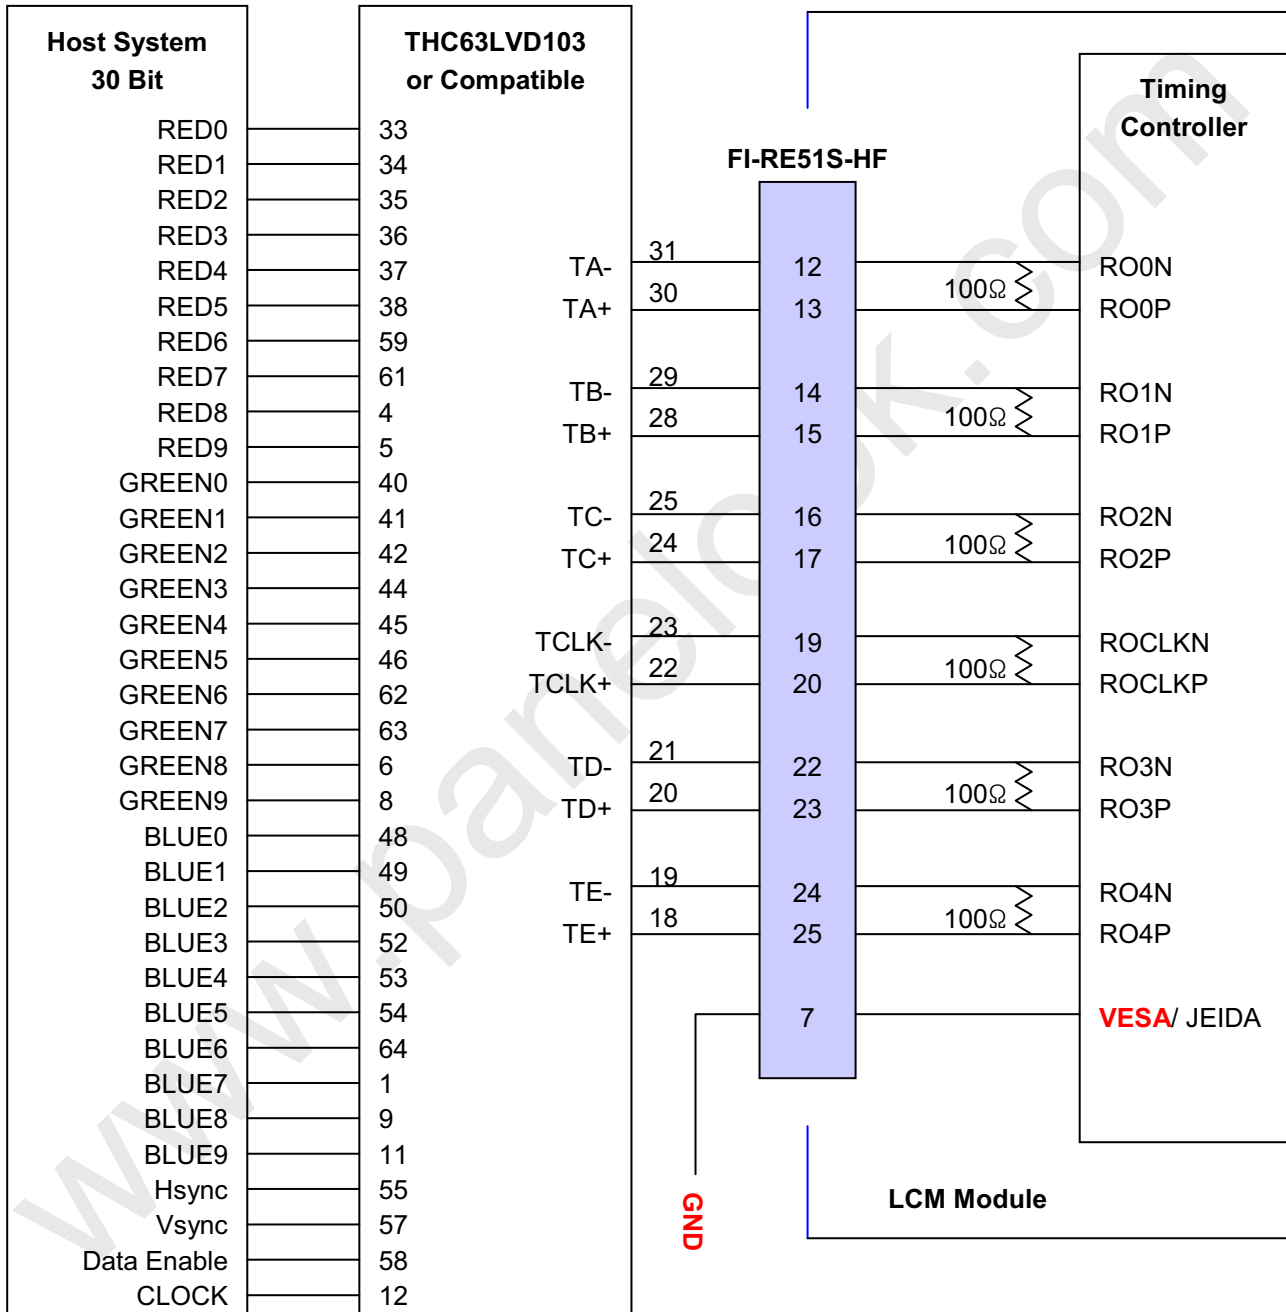 Host System
30 Bit
THC63LVD103
or Compatible
Timing
Controller
FI-RE51S-HF
RED0 33
RED1 34
RED2 35
RED3 36
RED4 37
RED5 38
RED6 59
RED7 61
RED8 4
RED9 5
GREEN0 40
GREEN1 41
GREEN2 42
GREEN3 44
GREEN4 45
GREEN5 46
GREEN6 62
GREEN7 63
GREEN8 6
GREEN9 8
BLUE0 48
BLUE1 49
BLUE2 50
BLUE3 52
BLUE4 53
BLUE5 54
BLUE6 64
BLUE7 1
BLUE8 9
BLUE9 11
Hsync 55
Vsync 57
Data Enable 58
CLOCK 12
TA- 31 12 RO0N
100Ω
TA+ 30 13 RO0P
TB- 29 14 RO1N
100Ω
TB+ 28 15 RO1P
TC- 25 16 RO2N
100Ω
TC+ 24 17 RO2P
TCLK- 23 19 ROCLKN
100Ω
TCLK+ 22 20 ROCLKP
TD- 21 22 RO3N
100Ω
TD+ 20 23 RO3P
TE- 19 24 RO4N
100Ω
TE+ 18 25 RO4P
7 VESA/ JEIDA
GND
LCM Module
www.panelook.com